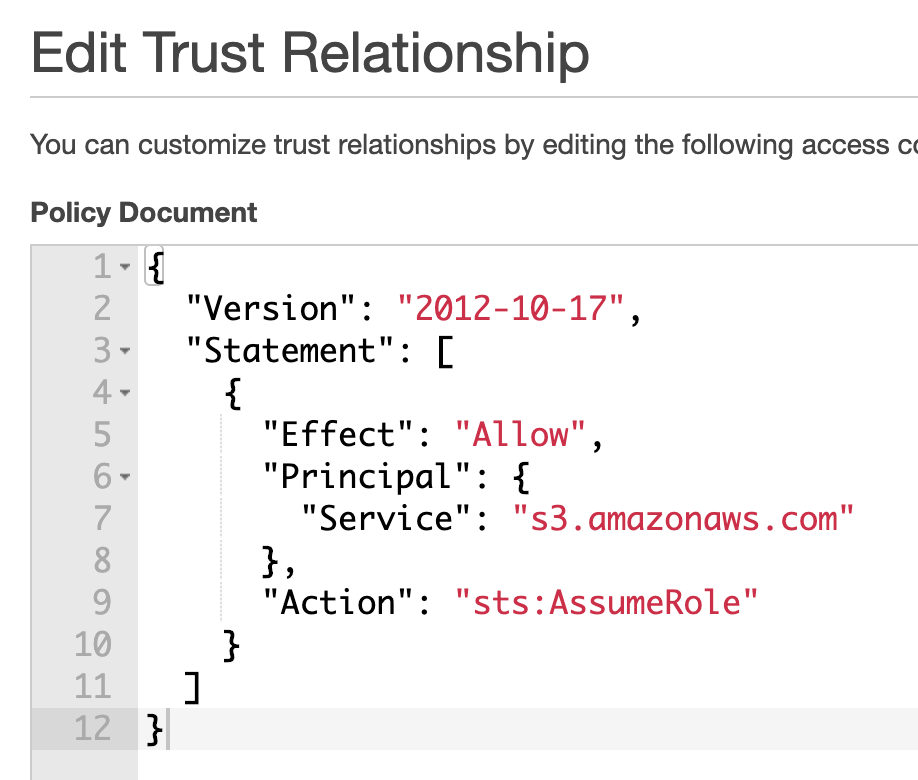 Edit Trust Relationship
You can customize trust relationships by editing the following access
Policy Document
1 {
2 "Version": "2012-10-17",
3 "Statement": [
4 {
5 "Effect": "Allow",
6 "Principal": {
7 "Service": "s3.amazonaws.com"
8 },
9 "Action": "sts:AssumeRole"
10 }
11 ]
12 }